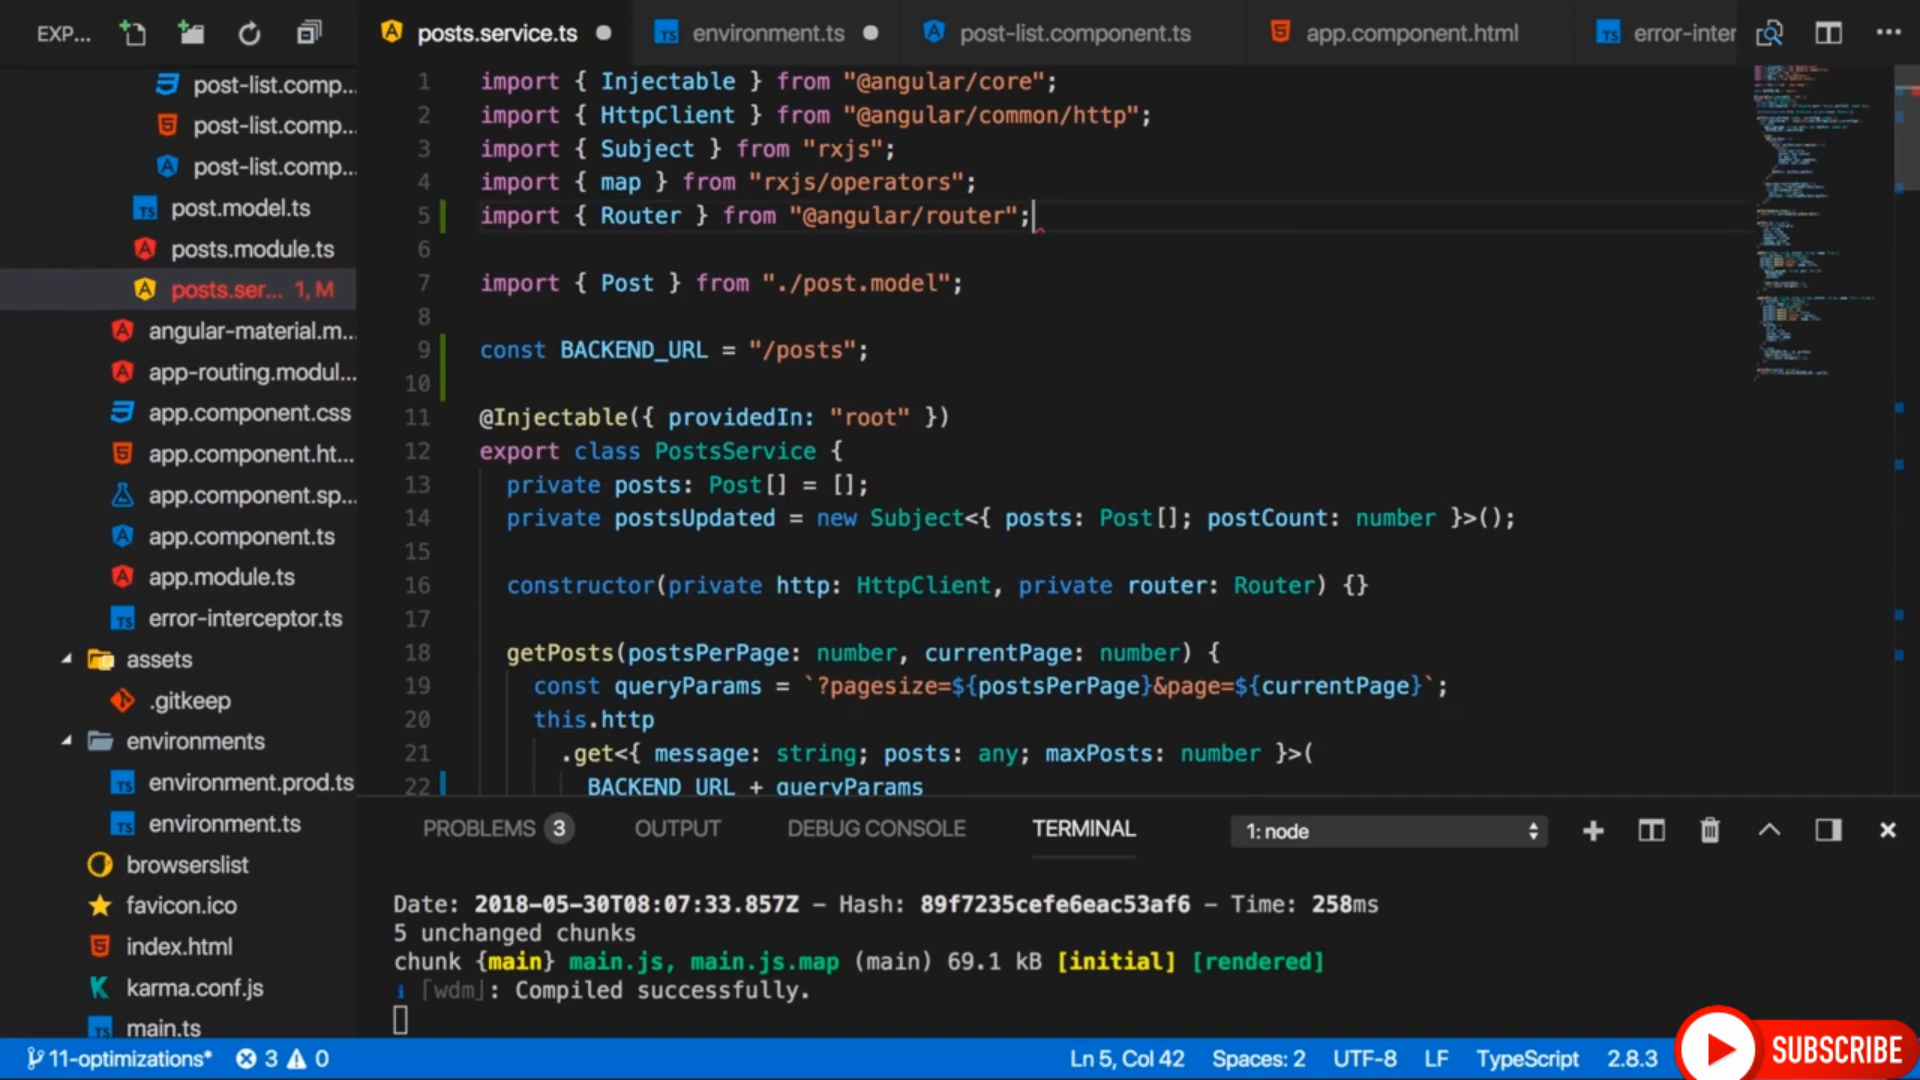 EXP...
posts.service.ts
environment.ts
post-list.component.ts
app.component.html
error-inter
post-list.comp...
post-list.comp...
post-list.comp...
post.model.ts
posts.module.ts
posts.ser... 1, M
angular-material.m...
app-routing.modul...
app.component.css
app.component.ht...
app.component.sp...
app.component.ts
app.module.ts
error-interceptor.ts
assets
.gitkeep
environments
environment.prod.ts
environment.ts
browserslist
favicon.ico
index.html
karma.conf.js
main.ts
1 import { Injectable } from "@angular/core";
2 import { HttpClient } from "@angular/common/http";
3 import { Subject } from "rxjs";
4 import { map } from "rxjs/operators";
5 import { Router } from "@angular/router";
6
7 import { Post } from "./post.model";
8
9 const BACKEND_URL = "/posts";
10
11 @Injectable({ providedIn: "root" })
12 export class PostsService {
13 private posts: Post[] = [];
14 private postsUpdated = new Subject<{ posts: Post[]; postCount: number }>();
15
16 constructor(private http: HttpClient, private router: Router) {}
17
18 getPosts(postsPerPage: number, currentPage: number) {
19 const queryParams = `?pagesize=${postsPerPage}&page=${currentPage}`;
20 this.http
21 .get<{ message: string; posts: any; maxPosts: number }>(
22 BACKEND_URL + queryParams
PROBLEMS 3 OUTPUT DEBUG CONSOLE TERMINAL 1: node
Date: 2018-05-30T08:07:33.857Z – Hash: 89f7235cefe6eac53af6 – Time: 258ms
5 unchanged chunks
chunk {main} main.js, main.js.map (main) 69.1 kB [initial] [rendered]
i ｢wdm｣: Compiled successfully.
11-optimizations* 3 0 Ln 5, Col 42 Spaces: 2 UTF-8 LF TypeScript 2.8.3
SUBSCRIBE